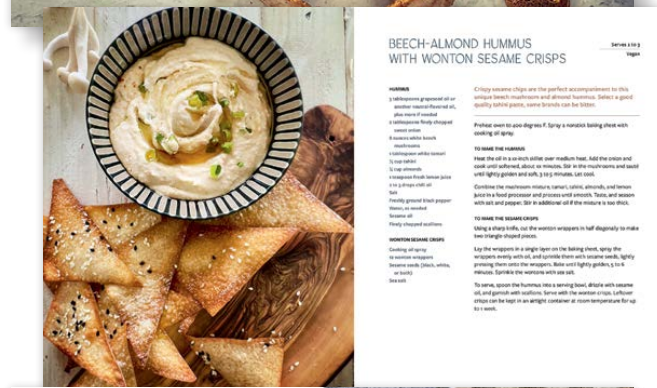 BEECH-ALMOND HUMMUS
WITH WONTON SESAME CRISPS
Serves 2 to 3
Vegan
HUMMUS
3 tablespoons grapeseed oil or
another neutral-flavored oil,
plus more if needed
2 tablespoons finely chopped
sweet onion
8 ounces white beech
mushrooms
1 tablespoon white tamari
½ cup tahini
½ cup almonds
1 teaspoon fresh lemon juice
2 to 3 drops chili oil
Salt
Freshly ground black pepper
Water, as needed
Sesame oil
Finely chopped scallions
WONTON SESAME CRISPS
Cooking oil spray
12 wonton wrappers
Sesame seeds (black, white,
or both)
Sea salt
Crispy sesame chips are the perfect accompaniment to this
unique beech mushroom and almond hummus. Select a good
quality tahini paste, some brands can be bitter.
Preheat oven to 400 degrees F. Spray a nonstick baking sheet with
cooking oil spray.
TO MAKE THE HUMMUS
Heat the oil in a 10-inch skillet over medium heat. Add the onion and
cook until softened, about 10 minutes. Stir in the mushrooms and sauté
until lightly golden and soft, 3 to 5 minutes. Let cool.
Combine the mushroom mixture, tamari, tahini, almonds, and lemon
juice in a food processor and process until smooth. Taste, and season
with salt and pepper. Stir in additional oil if the mixture is too thick.
TO MAKE THE SESAME CRISPS
Using a sharp knife, cut the wonton wrappers in half diagonally to make
two triangle-shaped pieces.
Lay the wrappers in a single layer on the baking sheet, spray the
wrappers evenly with oil, and sprinkle them with sesame seeds, lightly
pressing them onto the wrappers. Bake until lightly golden, 5 to 6
minutes. Sprinkle the wontons with sea salt.
To serve, spoon the hummus into a serving bowl, drizzle with sesame
oil, and garnish with scallions. Serve with the wonton crisps. Leftover
crisps can be kept in an airtight container at room temperature for up
to 1 week.